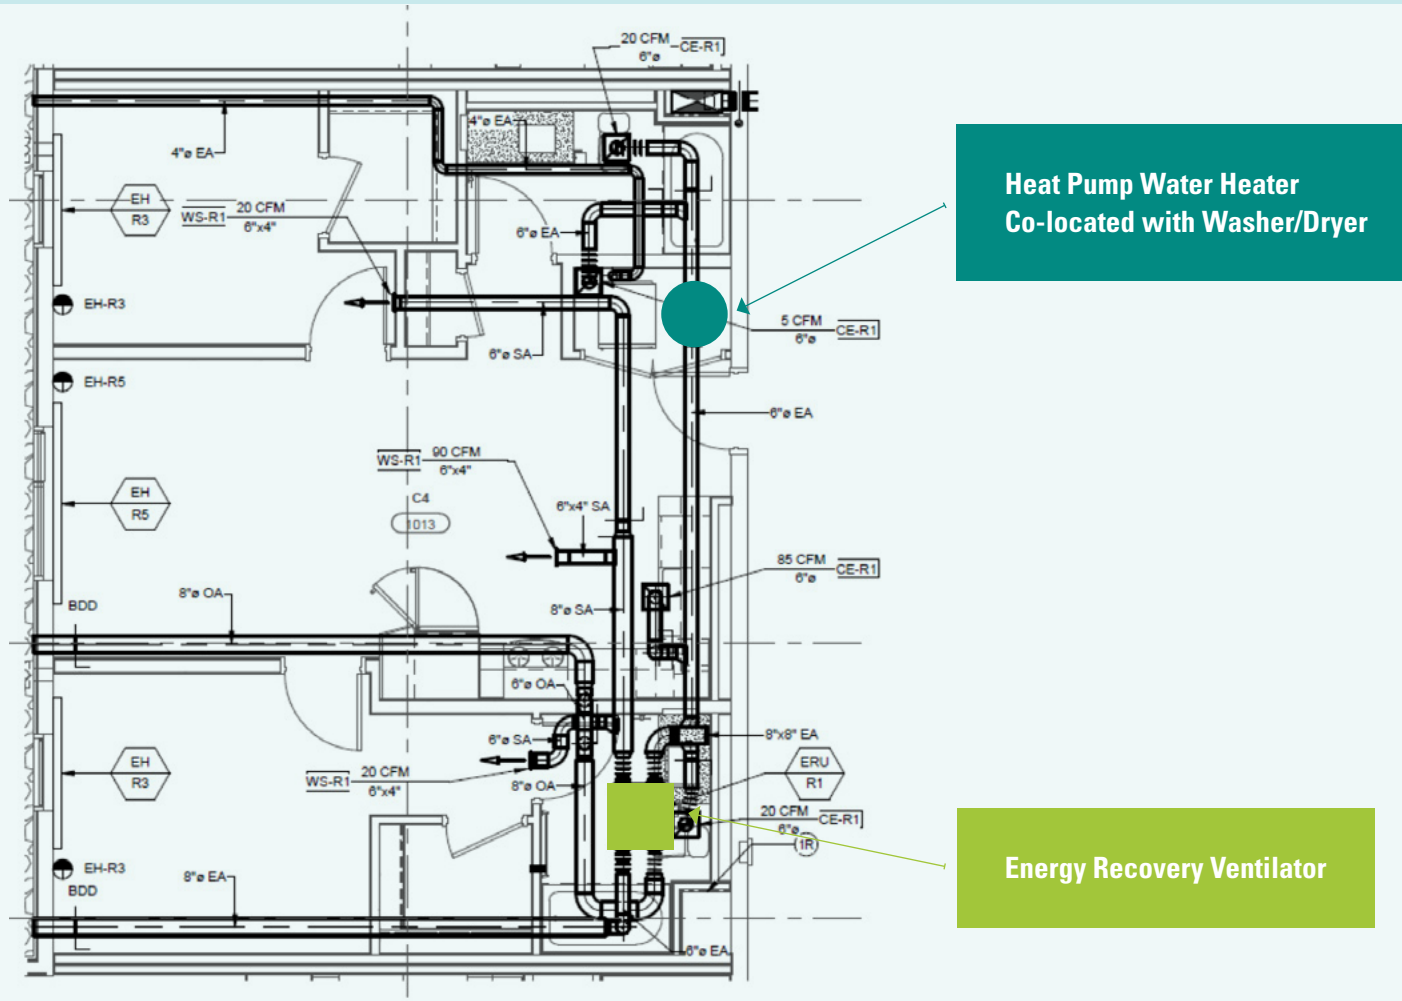 20 CFM
6"ø
CE-R1
4"ø EA
4"ø EA
EH
R3
WS-R1
20 CFM
6"x4"
6"ø EA
Heat Pump Water Heater
Co-located with Washer/Dryer
EH-R3
5 CFM
6"ø
CE-R1
6"ø SA
EH-R5
6"ø EA
WS-R1
90 CFM
6"x4"
EH
R5
C4
1013
6"x4" SA
85 CFM
6"ø
CE-R1
8"ø OA
BDD
8"ø SA
6"ø OA
6"ø SA
8"x8" EA
EH
R3
WS-R1
20 CFM
6"x4"
8"ø OA
ERU
R1
20 CFM
6"ø
CE-R1
1R
EH-R3
BDD
8"ø EA
Energy Recovery Ventilator
6"ø EA